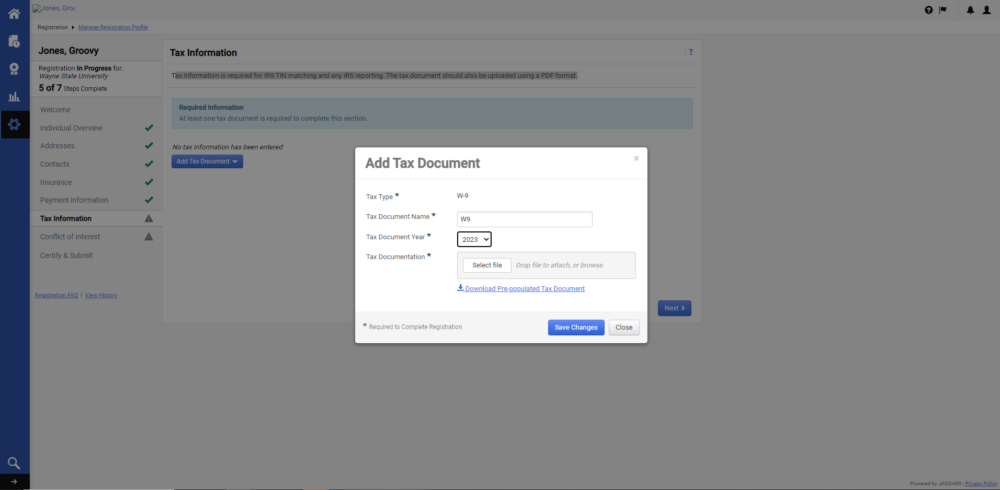 Jones, Groo
Registration Manage Registration Profile
Jones, Groovy
Registration In Progress for:
Wayne State University
5 of 7 Steps Complete
Welcome
Individual Overview
Addresses
Contacts
Insurance
Payment Information
Tax Information
Conflict of Interest
Certify & Submit
Registration FAQ | View History
Tax Information
?
Tax information is required for IRS TIN matching and any IRS reporting. The tax document should also be uploaded using a PDF format.
Required Information
At least one tax document is required to complete this section.
No tax information has been entered
Add Tax Document
Add Tax Document
×
Tax Type ★ W-9
Tax Document Name ★ W9
Tax Document Year ★ 2023
Tax Documentation ★ Select file Drop file to attach, or browse.
Download Pre-populated Tax Document
★ Required to Complete Registration
Save Changes Close
Next ❯
Powered by JAGGAER | Privacy Policy